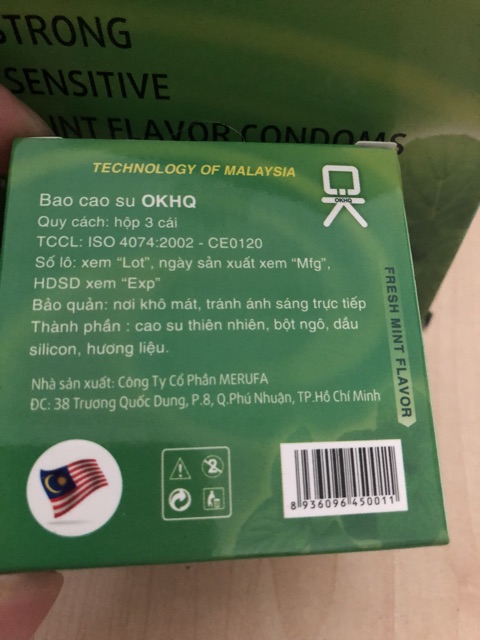 STRONG
SENSITIVE
MINT FLAVOR CONDOMS
TECHNOLOGY OF MALAYSIA
OKHQ
Bao cao su OKHQ
Quy cách: hộp 3 cái
TCCL: ISO 4074:2002 - CE0120
Số lô: xem “Lot”, ngày sản xuất xem “Mfg”,
HDSD xem “Exp”
Bảo quản: nơi khô mát, tránh ánh sáng trực tiếp
Thành phần : cao su thiên nhiên, bột ngô, dầu
silicon, hương liệu.
FRESH MINT FLAVOR
Nhà sản xuất: Công Ty Cổ Phần MERUFA
ĐC: 38 Trương Quốc Dung, P.8, Q.Phú Nhuận, TP.Hồ Chí Minh
2
8 936096 450011